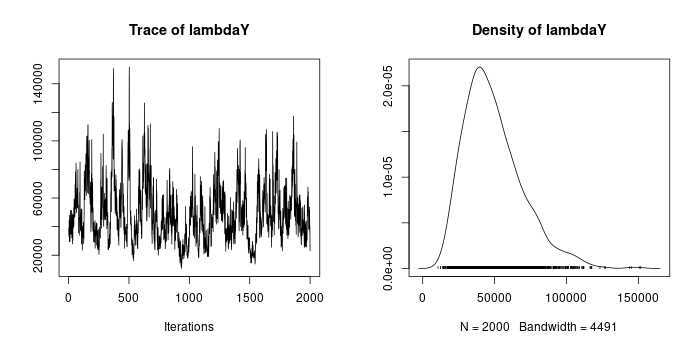 Trace of lambdaY
Density of lambdaY
20000
60000
100000
140000
0
500
1000
1500
2000
Iterations
0.0e+00
1.0e-05
2.0e-05
0
50000
100000
150000
N = 2000 Bandwidth = 4491